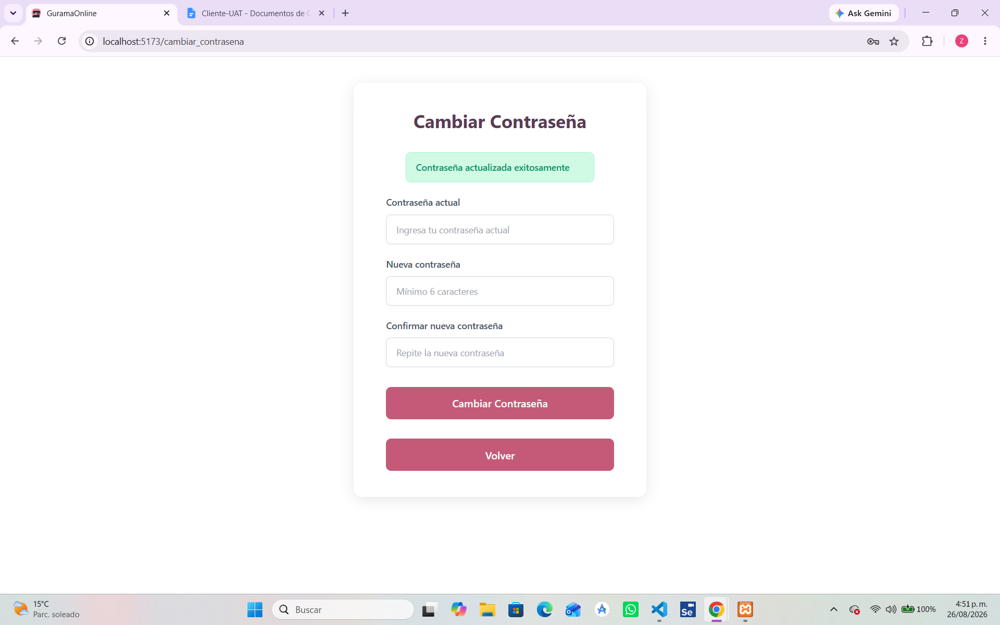 GuramaOnline
Cliente-UAT - Documentos de
Ask Gemini
localhost:5173/cambiar_contrasena
Z
Cambiar Contraseña
Contraseña actualizada exitosamente
Contraseña actual
Ingresa tu contraseña actual
Nueva contraseña
Mínimo 6 caracteres
Confirmar nueva contraseña
Repite la nueva contraseña
Cambiar Contraseña
Volver
15°C
Parc. soleado
Buscar
Se
100%
4:51 p. m.
26/08/2026